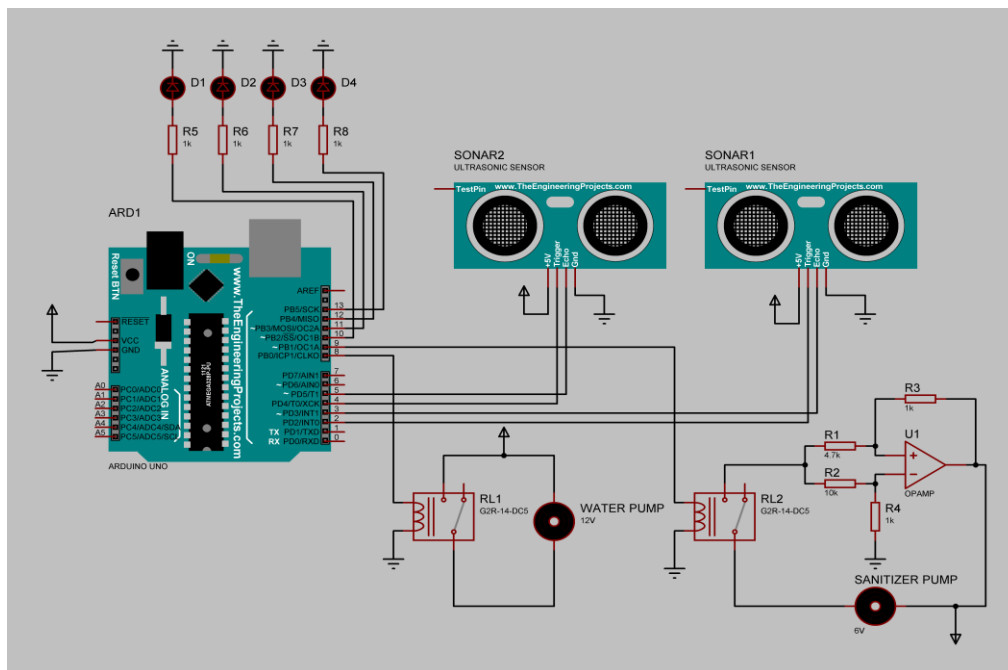 D1
D2
D3
D4
R5
1k
R6
1k
R7
1k
R8
1k
SONAR2
ULTRASONIC SENSOR
TestPin
www.TheEngineeringProjects.com
+5V
Trigger
Echo
Gnd
SONAR1
ULTRASONIC SENSOR
TestPin
www.TheEngineeringProjects.com
+5V
Trigger
Echo
Gnd
ARD1
Reset BTN
ON
www.TheEngineeringProjects.com
ANALOG IN
ATMEGA328P-PU
1121
RESET
VCC
GND
A0 PC0/ADC0
A1 PC1/ADC1
A2 PC2/ADC2
A3 PC3/ADC3
A4 PC4/ADC4/SDA
A5 PC5/ADC5/SCL
AREF
PB5/SCK 13
PB4/MISO 12
~PB3/MOSI/OC2A 11
~PB2/SS/OC1B 10
~PB1/OC1A 9
PB0/ICP1/CLKO 8
PD7/AIN1 7
~PD6/AIN0 6
~PD5/T1 5
PD4/T0/XCK 4
~PD3/INT1 3
PD2/INT0 2
TX PD1/TXD 1
RX PD0/RXD 0
ARDUINO UNO
RL1
G2R-14-DC5
WATER PUMP
12V
RL2
G2R-14-DC5
R1
4.7k
R2
10k
R3
1k
R4
1k
U1
OPAMP
SANITIZER PUMP
6V